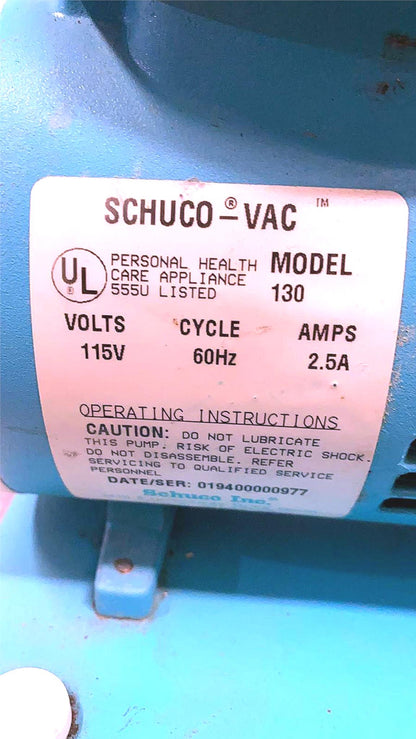 SCHUCO®-VAC ™
UL® PERSONAL HEALTH CARE APPLIANCE 555U LISTED
MODEL 130
VOLTS CYCLE AMPS
115V 60Hz 2.5A
OPERATING INSTRUCTIONS
CAUTION: DO NOT LUBRICATE
THIS PUMP. RISK OF ELECTRIC SHOCK.
DO NOT DISASSEMBLE. REFER
SERVICING TO QUALIFIED SERVICE
PERSONNEL
DATE/SER: 019400000977
Schuco Inc.®